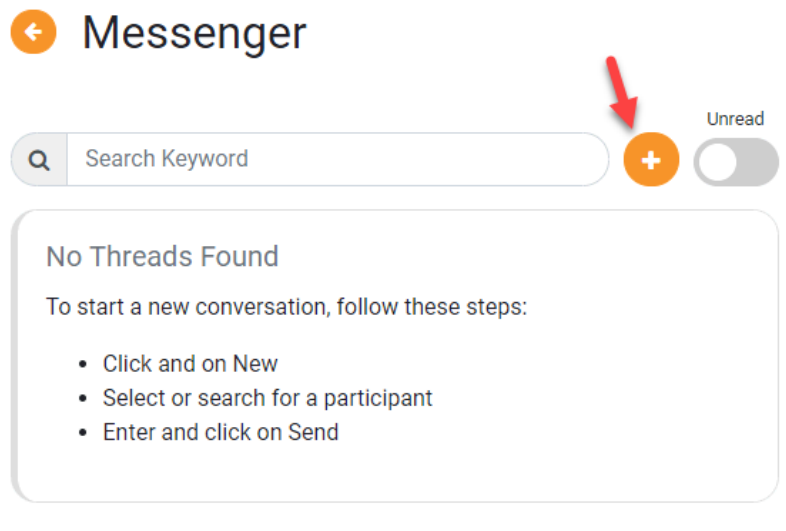 Messenger
Unread
Search Keyword
No Threads Found
To start a new conversation, follow these steps:
• Click and on New
• Select or search for a participant
• Enter and click on Send